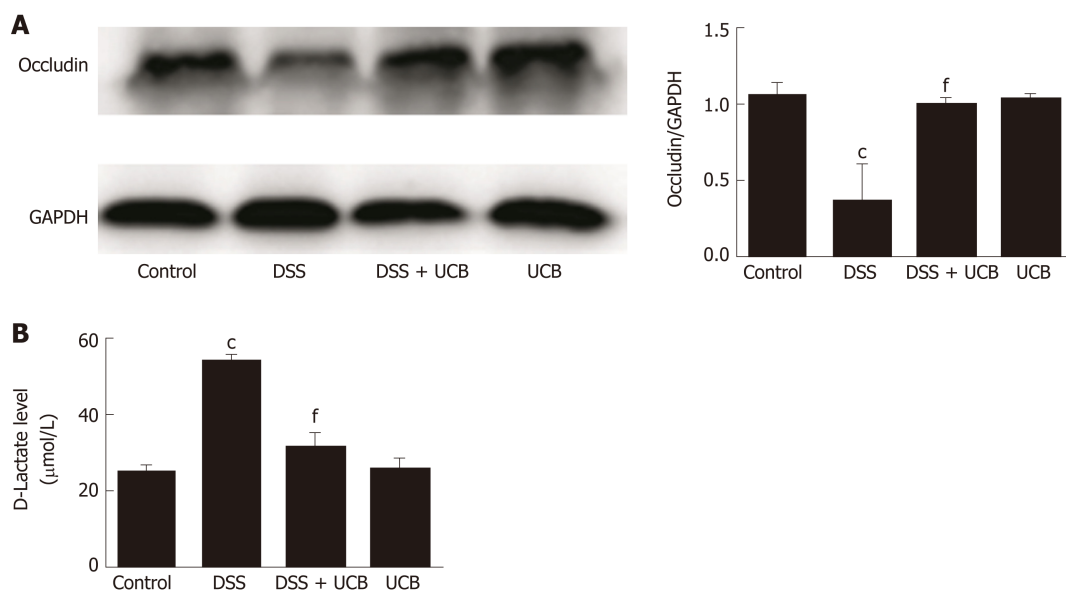 A
Occludin
GAPDH
Control DSS DSS + UCB UCB
Occludin/GAPDH
1.5
1.0
0.5
0.0
c
f
Control DSS DSS + UCB UCB
B
D-Lactate level
(μmol/L)
60
40
20
0
c
f
Control DSS DSS + UCB UCB